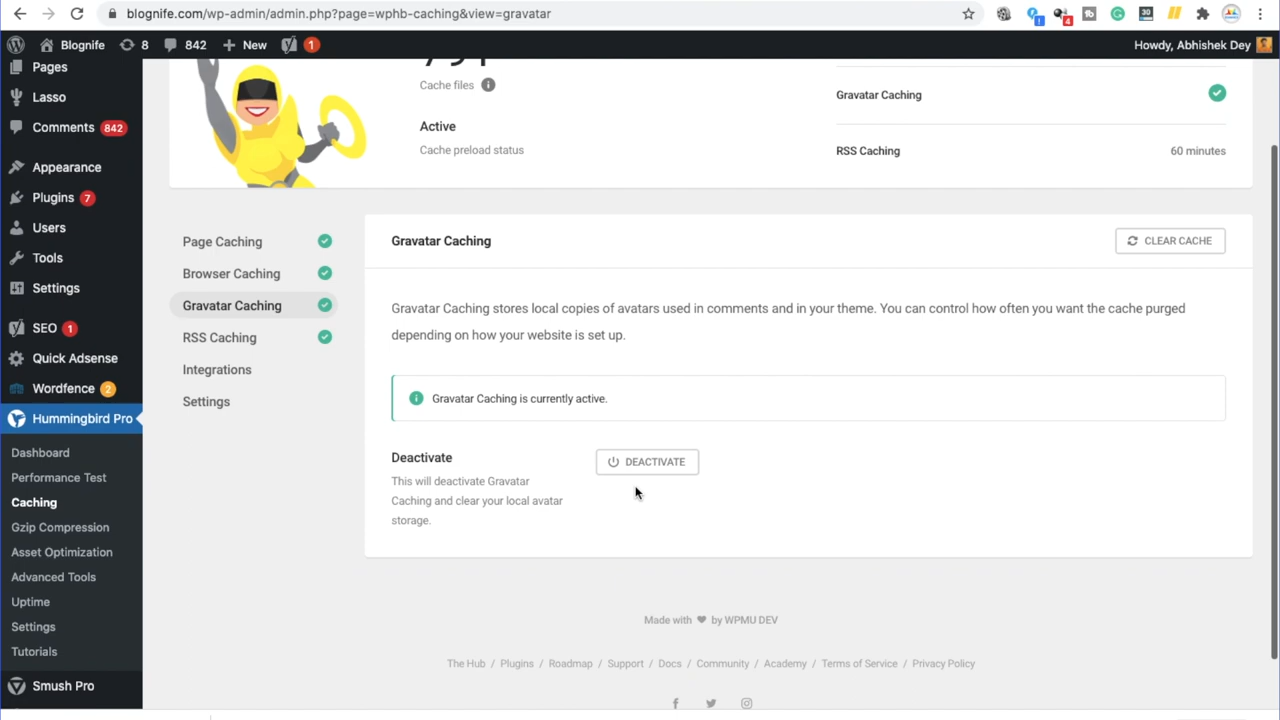 blognife.com/wp-admin/admin.php?page=wphb-caching&view=gravatar
Blognife
8
842
New
1
Howdy, Abhishek Dey
Pages
Lasso
Comments 842
Appearance
Plugins 7
Users
Tools
Settings
SEO 1
Quick Adsense
Wordfence 2
Hummingbird Pro
Dashboard
Performance Test
Caching
Gzip Compression
Asset Optimization
Advanced Tools
Uptime
Settings
Tutorials
Smush Pro
Cache files
Active
Cache preload status
Gravatar Caching
RSS Caching
60 minutes
Page Caching
Browser Caching
Gravatar Caching
RSS Caching
Integrations
Settings
Gravatar Caching
CLEAR CACHE
Gravatar Caching stores local copies of avatars used in comments and in your theme. You can control how often you want the cache purged
depending on how your website is set up.
Gravatar Caching is currently active.
Deactivate
This will deactivate Gravatar
Caching and clear your local avatar
storage.
DEACTIVATE
Made with ♥ by WPMU DEV
The Hub / Plugins / Roadmap / Support / Docs / Community / Academy / Terms of Service / Privacy Policy